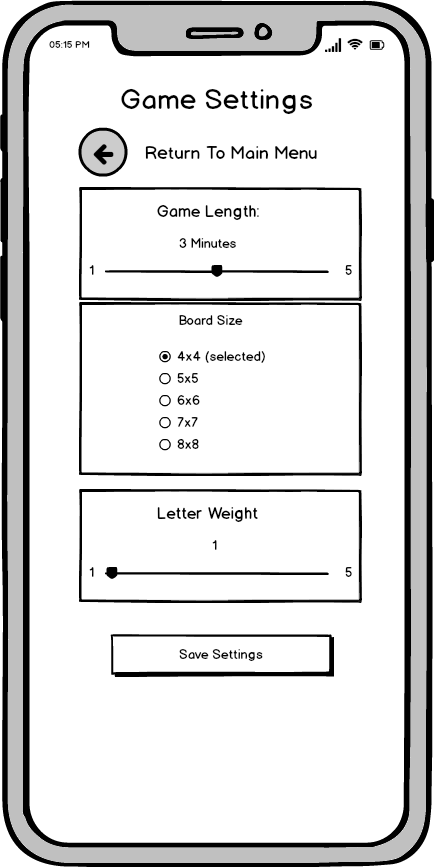 05:15 PM
Game Settings
Return To Main Menu
Game Length:
3 Minutes
1 5
Board Size
4x4 (selected)
5x5
6x6
7x7
8x8
Letter Weight
1
1 5
Save Settings